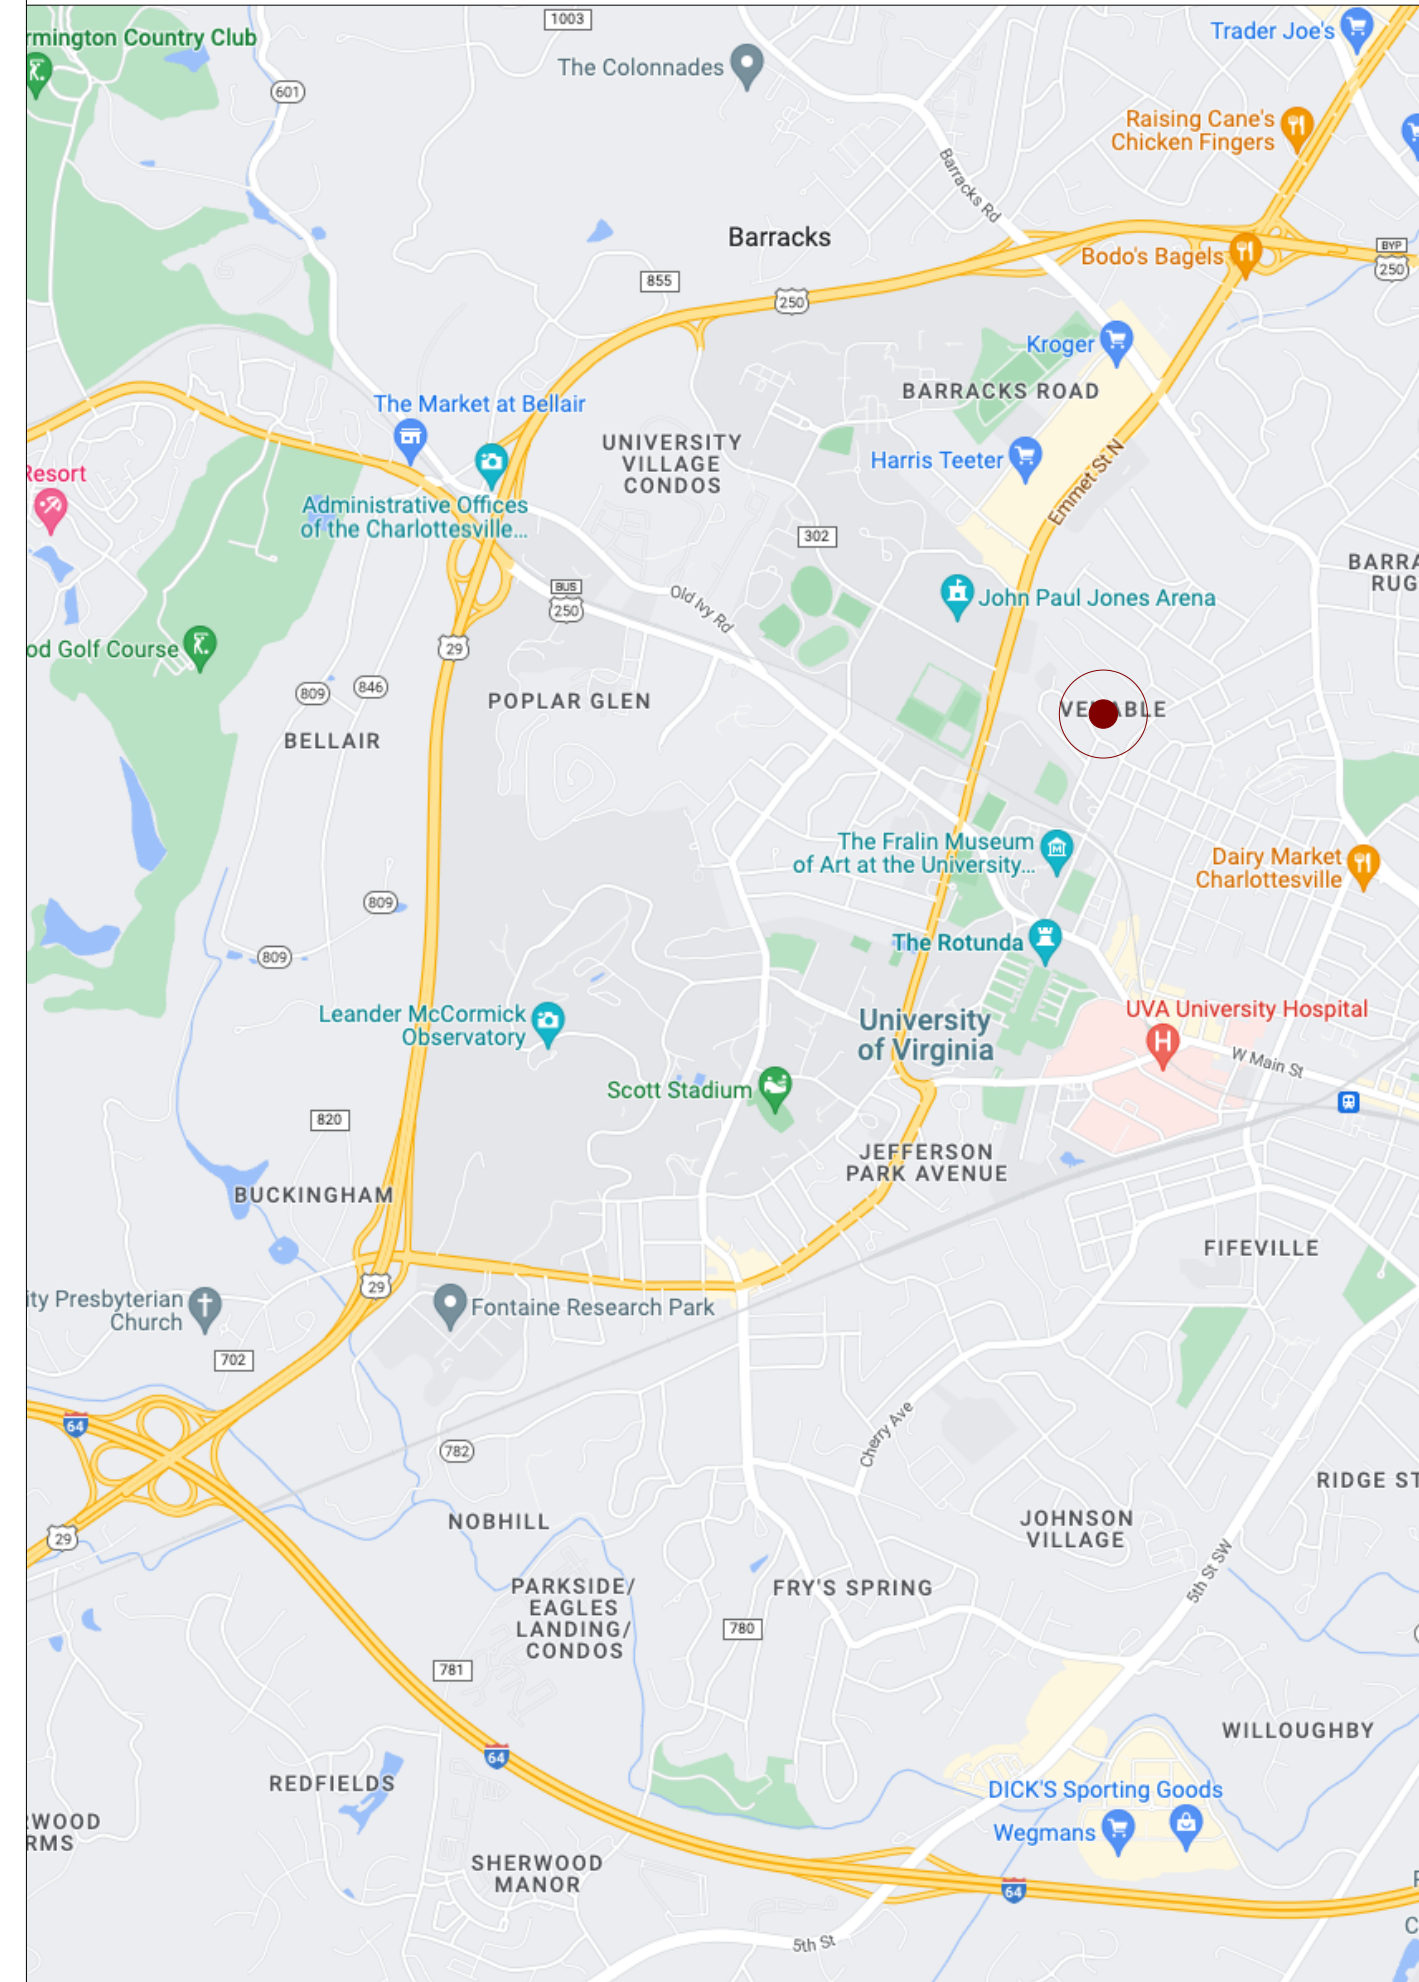 1003
rmington Country Club
Trader Joe's
The Colonnades
601
Raising Cane's
Chicken Fingers
Barracks Rd
Barracks
BYP
250
Bodo's Bagels
855
250
Kroger
BARRACKS ROAD
The Market at Bellair
UNIVERSITY
VILLAGE
CONDOS
Harris Teeter
Emmet St N
Resort
Administrative Offices
of the Charlottesville...
302
BARRA
RUG
BUS
250
Old Ivy Rd
John Paul Jones Arena
29
od Golf Course
809
846
POPLAR GLEN
VENABLE
BELLAIR
The Fralin Museum
of Art at the University...
Dairy Market
Charlottesville
809
The Rotunda
809
Leander McCormick
Observatory
University
of Virginia
UVA University Hospital
H
W Main St
Scott Stadium
820
JEFFERSON
PARK AVENUE
BUCKINGHAM
FIFEVILLE
29
ity Presbyterian
Church
Fontaine Research Park
702
64
Cherry Ave
782
RIDGE ST
29
NOBHILL
JOHNSON
VILLAGE
5th St SW
PARKSIDE/
EAGLES
LANDING/
CONDOS
FRY'S SPRING
780
781
WILLOUGHBY
64
REDFIELDS
DICK'S Sporting Goods
RWOOD
RMS
Wegmans
SHERWOOD
MANOR
64
5th St